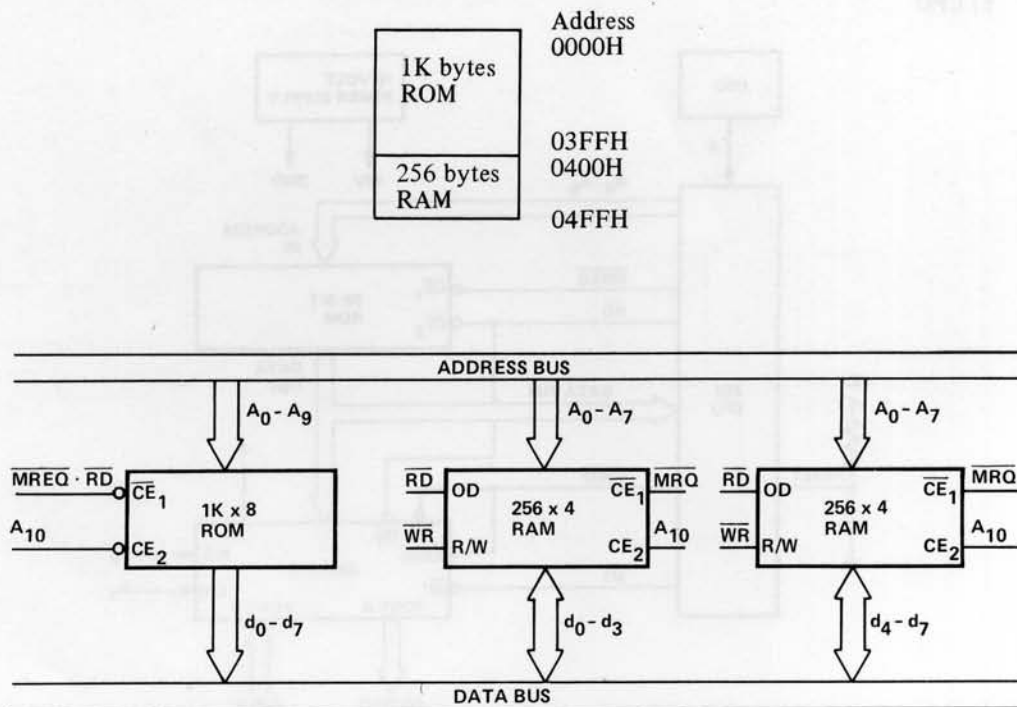 Address
0000H
1K bytes
ROM
03FFH
0400H
256 bytes
RAM
04FFH
ADDRESS BUS
A0 - A9
A0 - A7
A0 - A7
MREQ · RD
CE1
1K x 8
ROM
A10
CE2
RD
OD
256 x 4
RAM
CE1
MRQ
WR
R/W
CE2
A10
RD
OD
256 x 4
RAM
CE1
MRQ
WR
R/W
CE2
A10
d0 - d7
d0 - d3
d4 - d7
DATA BUS